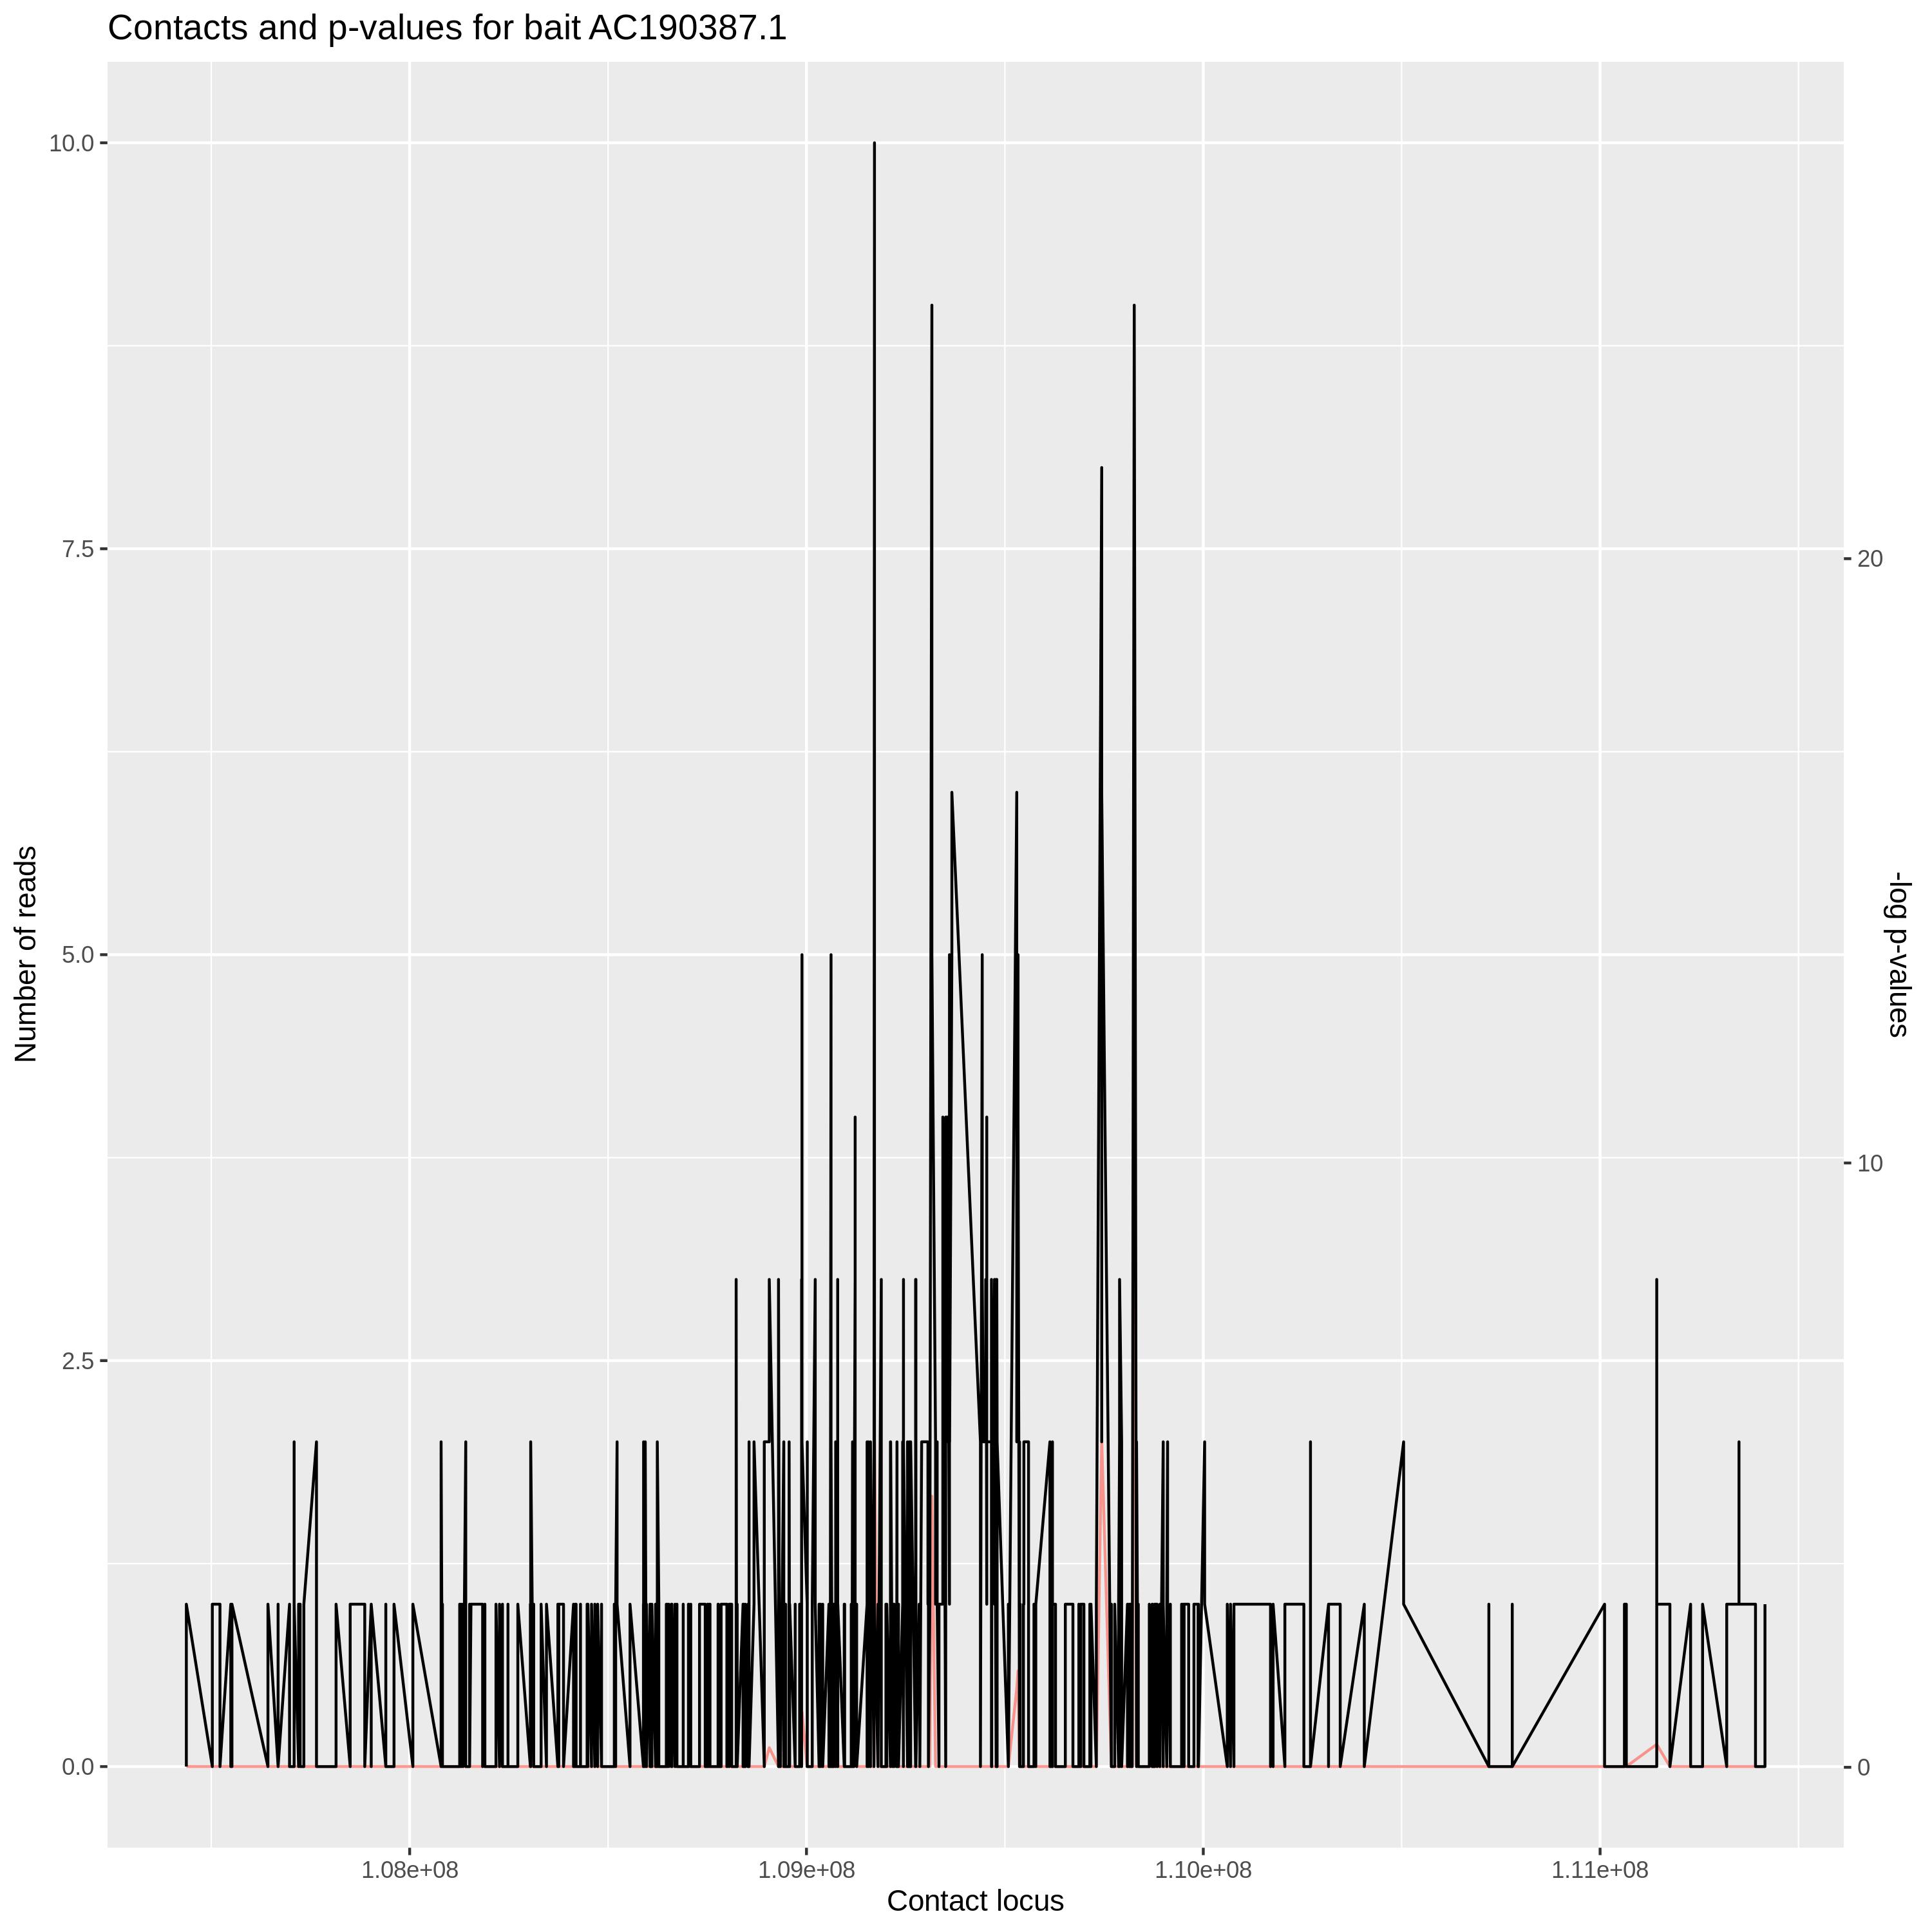 Contacts and p-values for bait AC190387.1
10.0
7.5
5.0
2.5
0.0
Number of reads
20
10
0
-log p-values
1.08e+08 1.09e+08 1.10e+08 1.11e+08
Contact locus